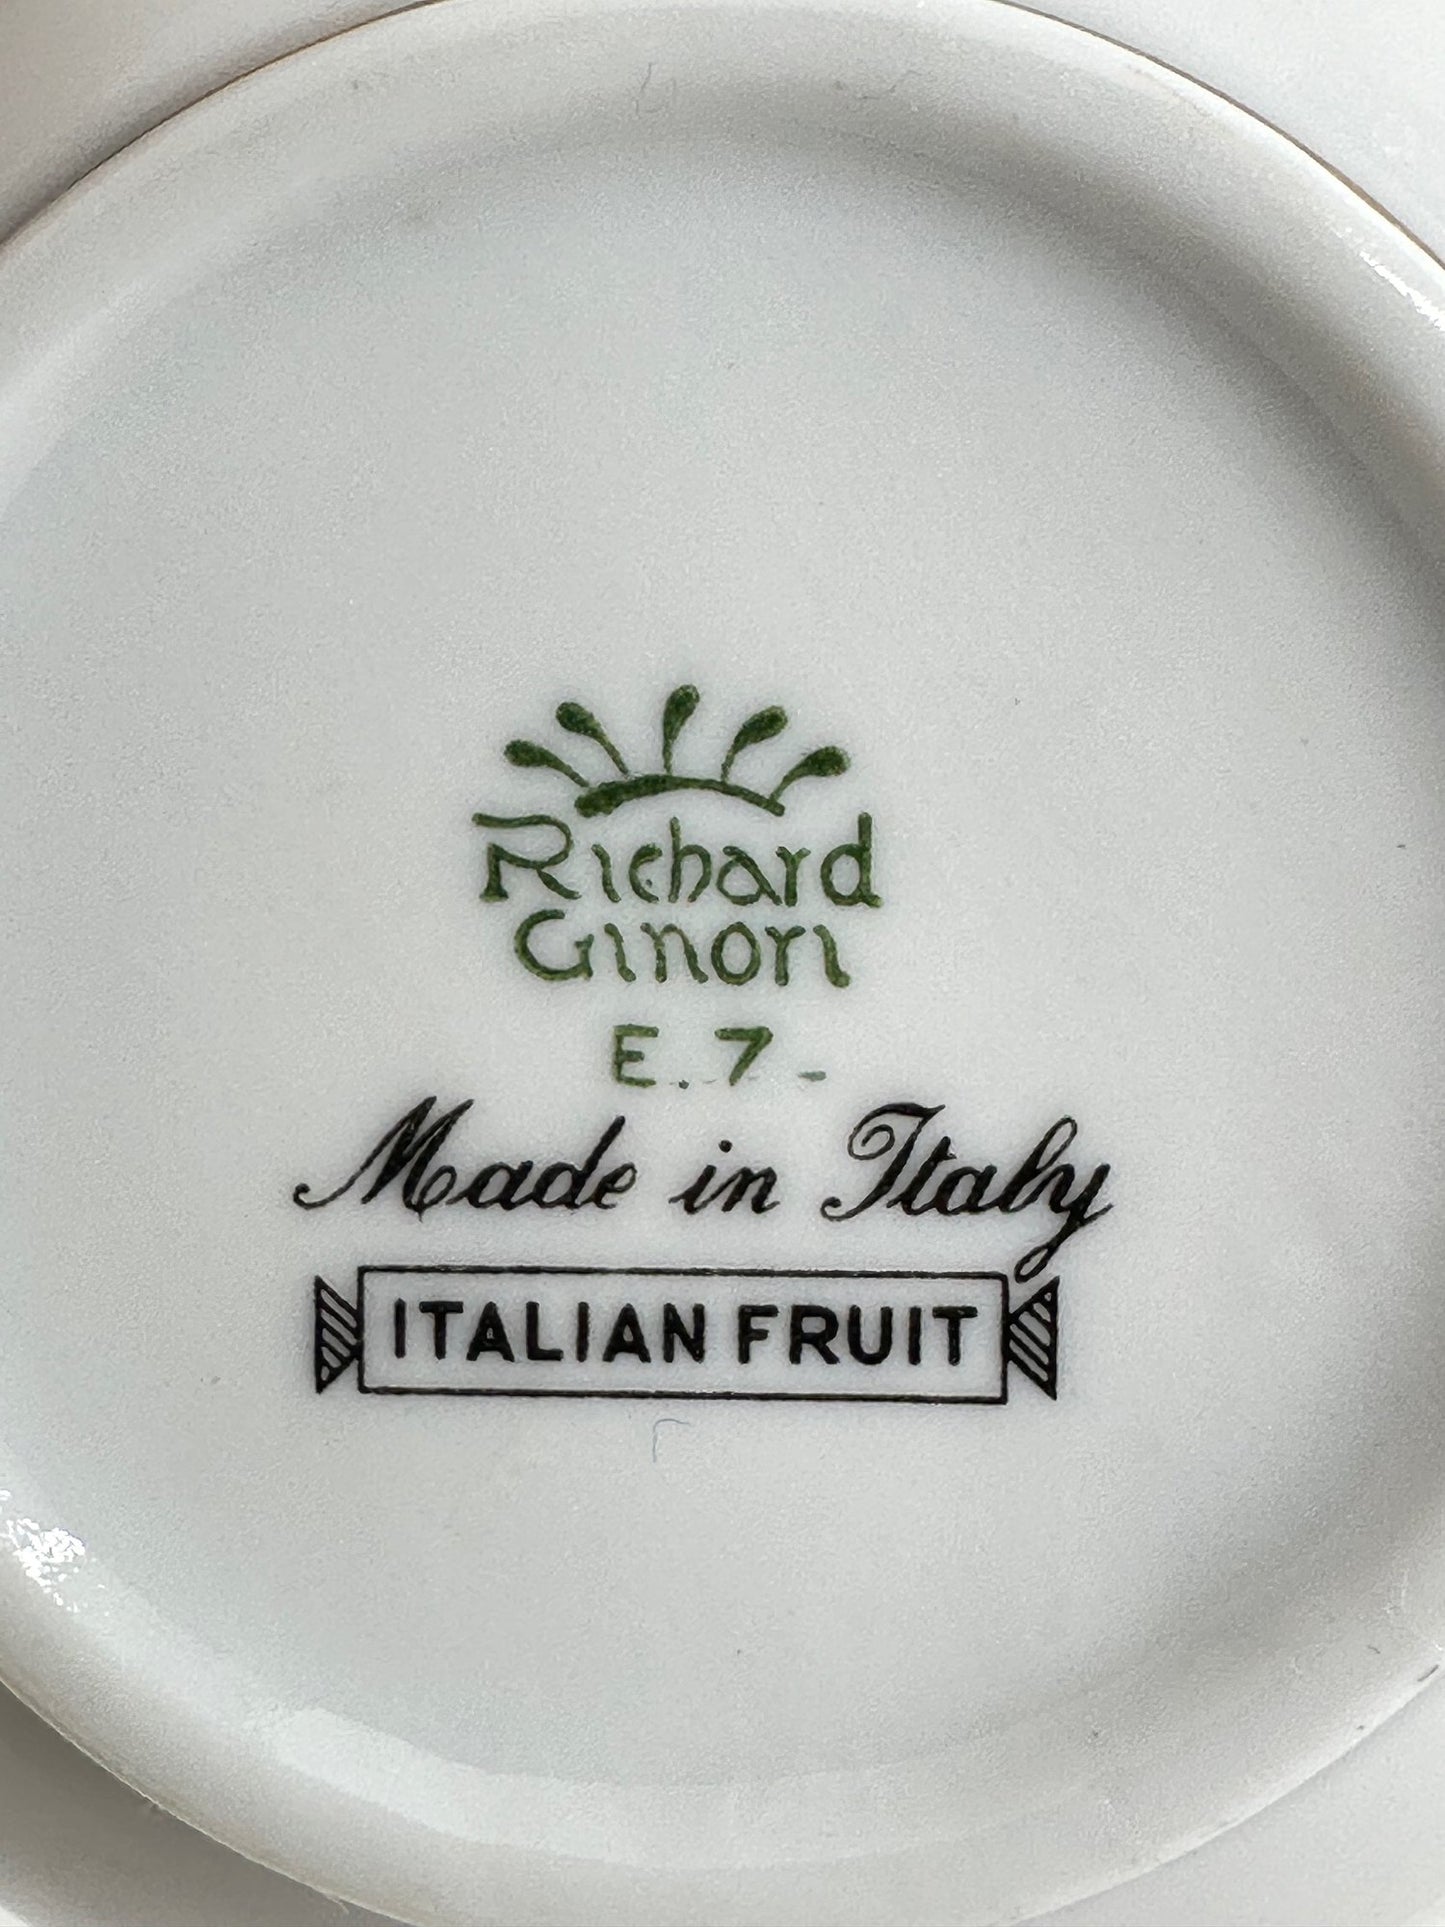 Richard
Ginori
E. 7-
Made in Italy
ITALIAN FRUIT